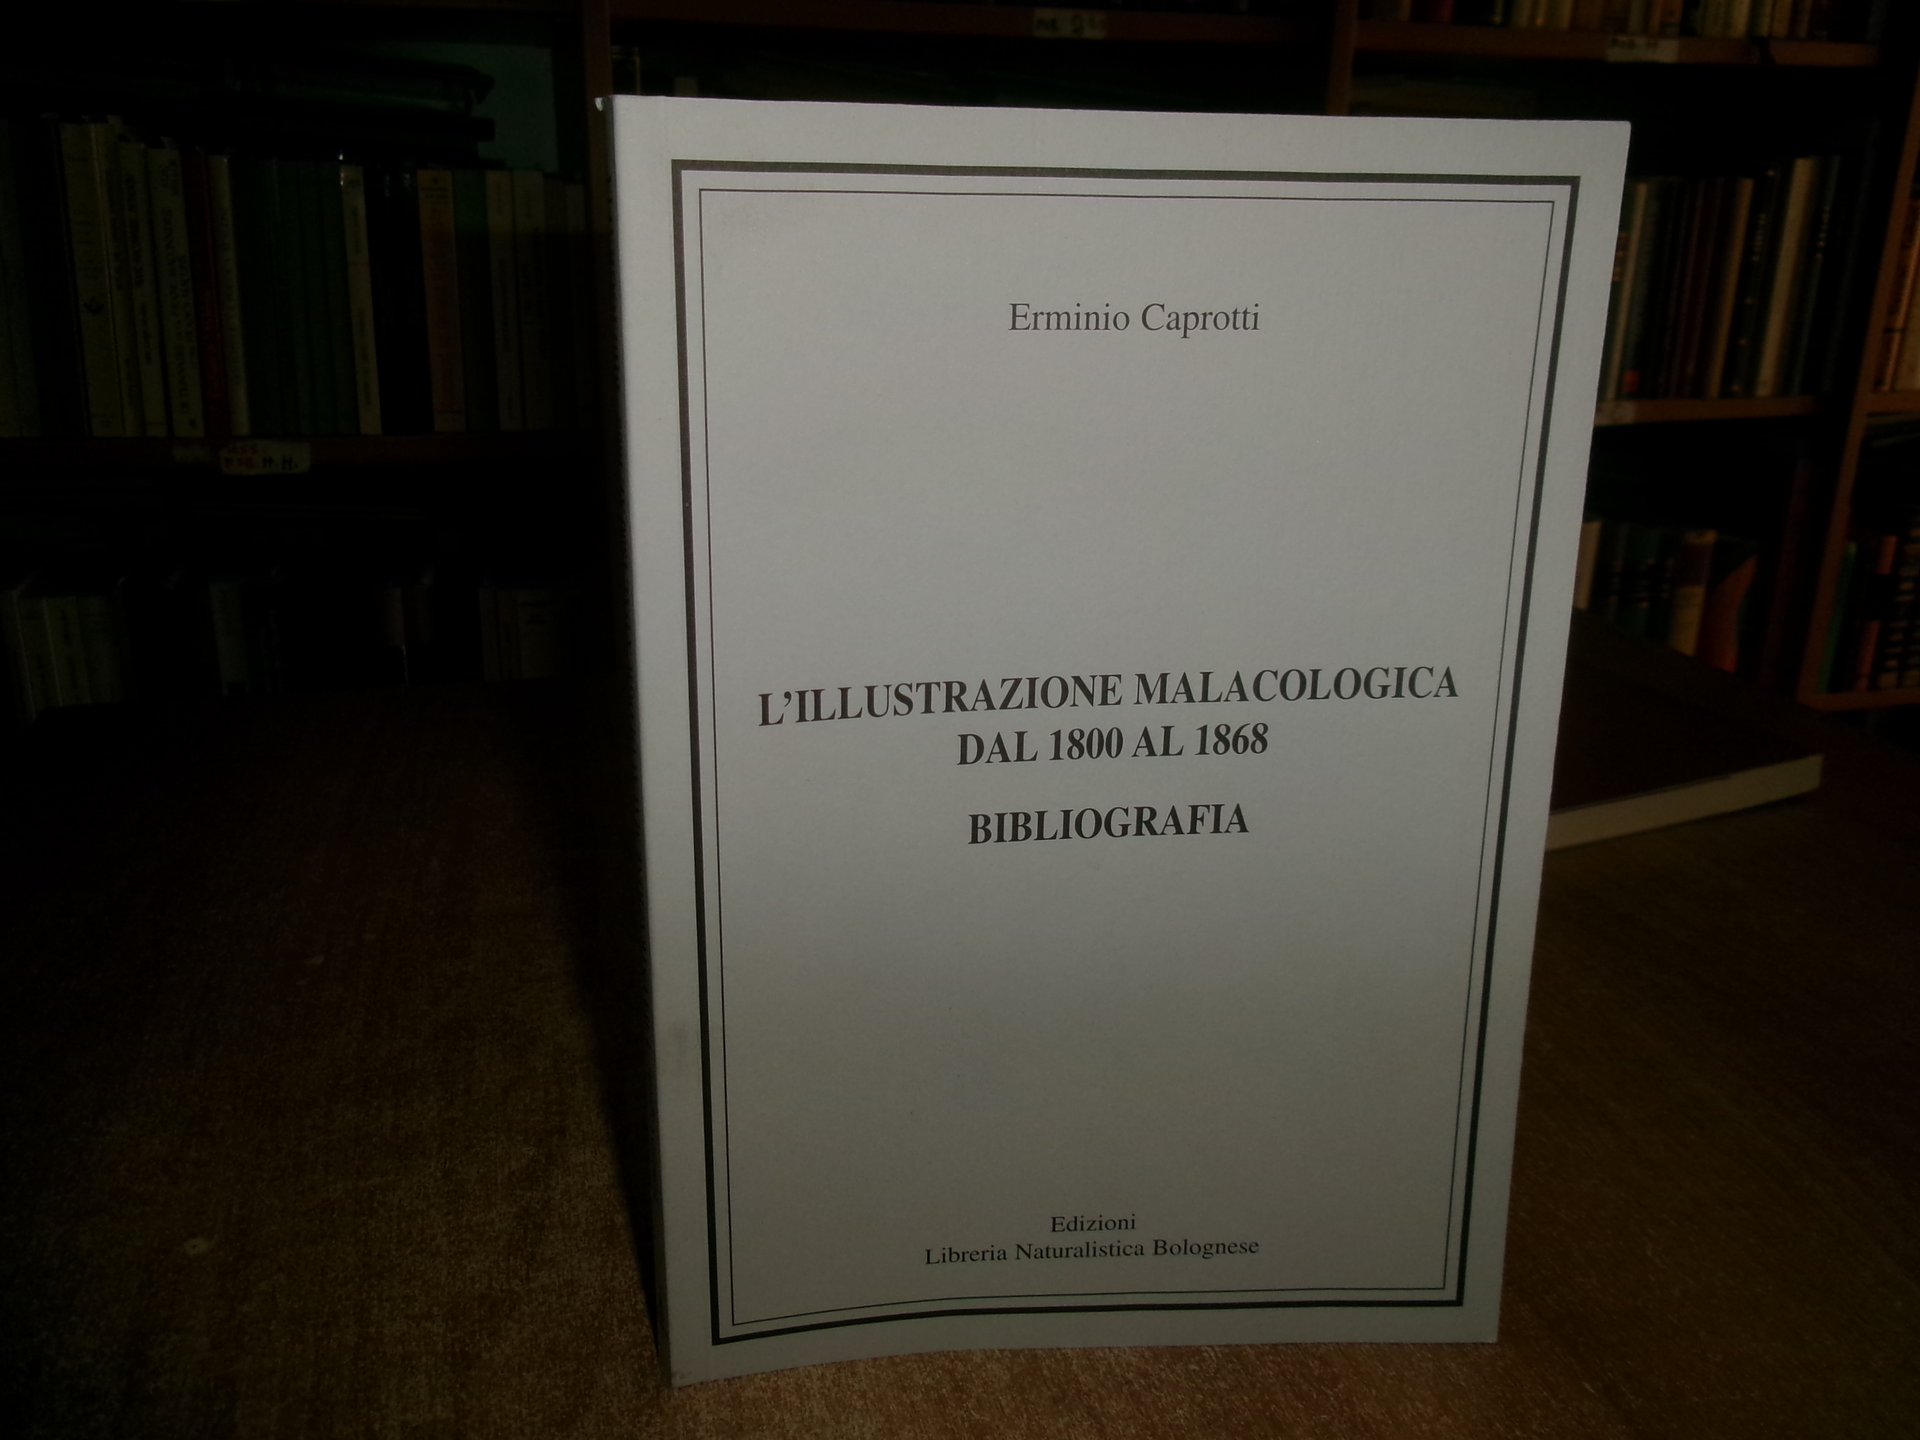 Erminio Caprotti
L'ILLUSTRAZIONE MALACOLOGICA
DAL 1800 AL 1868
BIBLIOGRAFIA
Edizioni
Libreria Naturalistica Bolognese